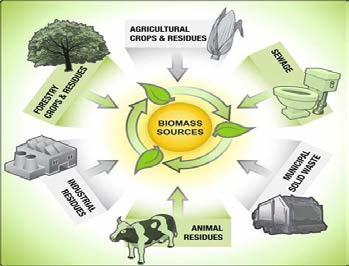 AGRICULTURAL
CROPS & RESIDUES
FORESTRY
CROPS & RESIDUES
SEWAGE
BIOMASS
SOURCES
INDUSTRIAL
RESIDUES
MUNICIPAL
SOLID WASTE
ANIMAL
RESIDUES